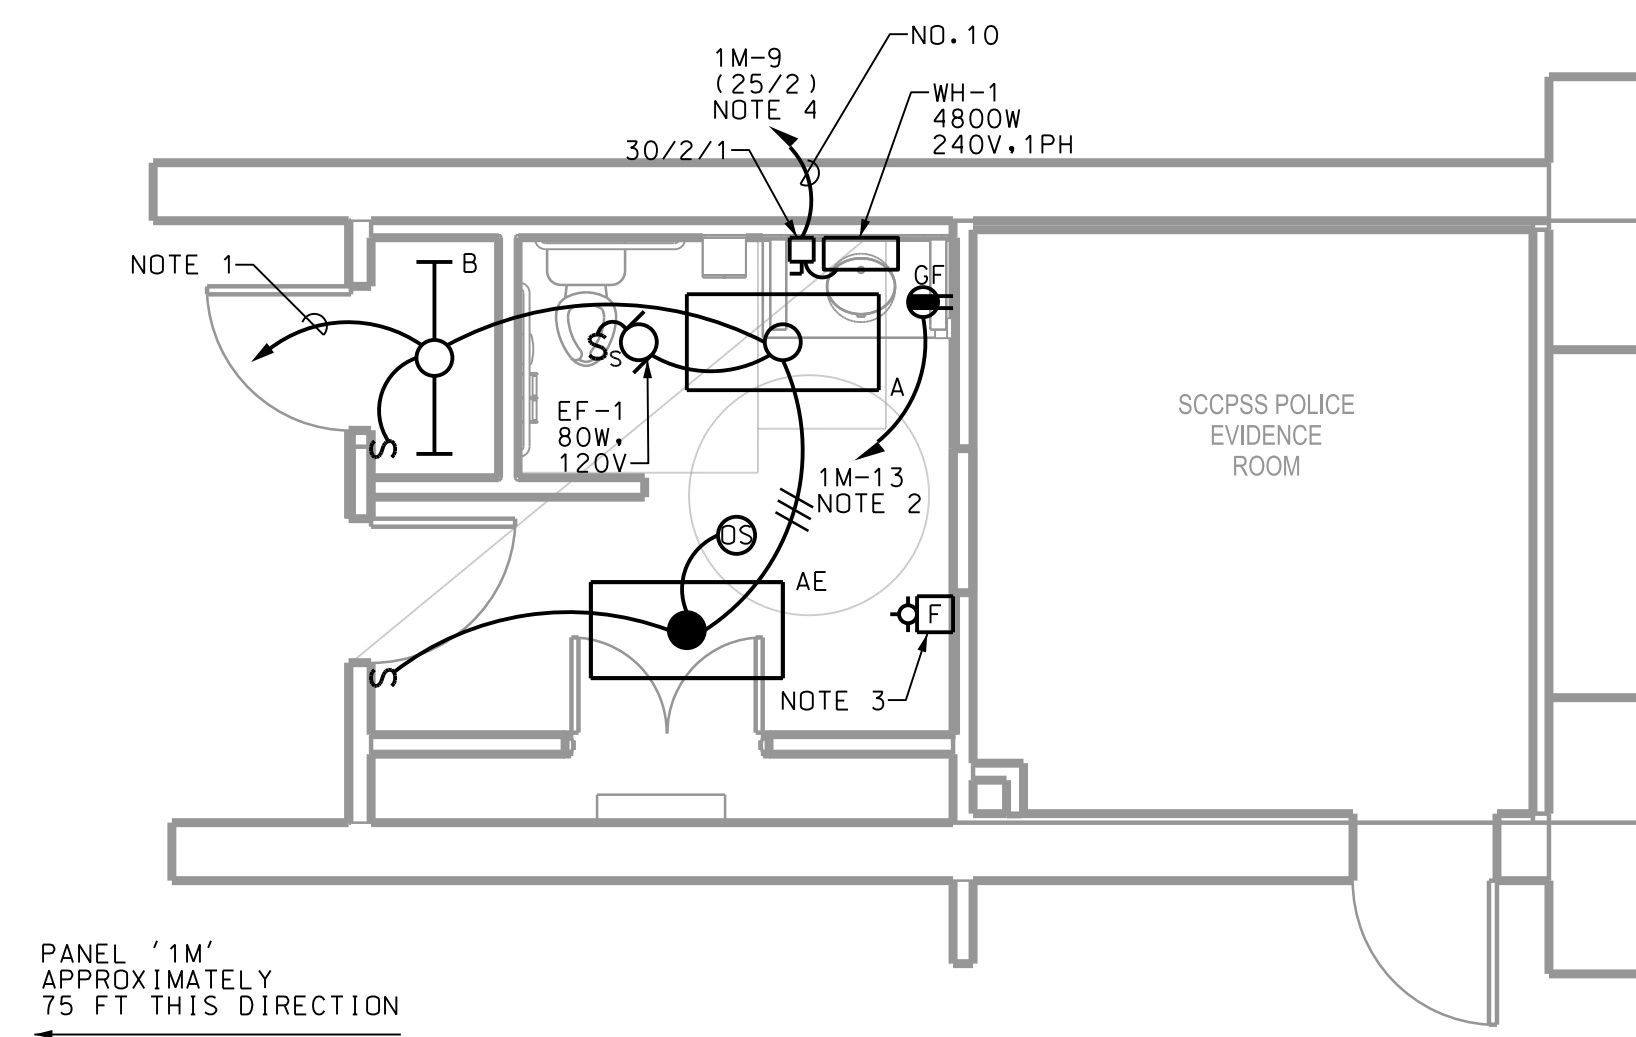 NO.10
1M-9
(25/2)
NOTE 4
WH-1
4800W
240V,1PH
30/2/1
NOTE 1
B
GF
S
S
A
EF-1
80W,
120V
S
1M-13
NOTE 2
SCCPSS POLICE
EVIDENCE
ROOM
OS
AE
F
S
NOTE 3
PANEL '1M'
APPROXIMATELY
75 FT THIS DIRECTION